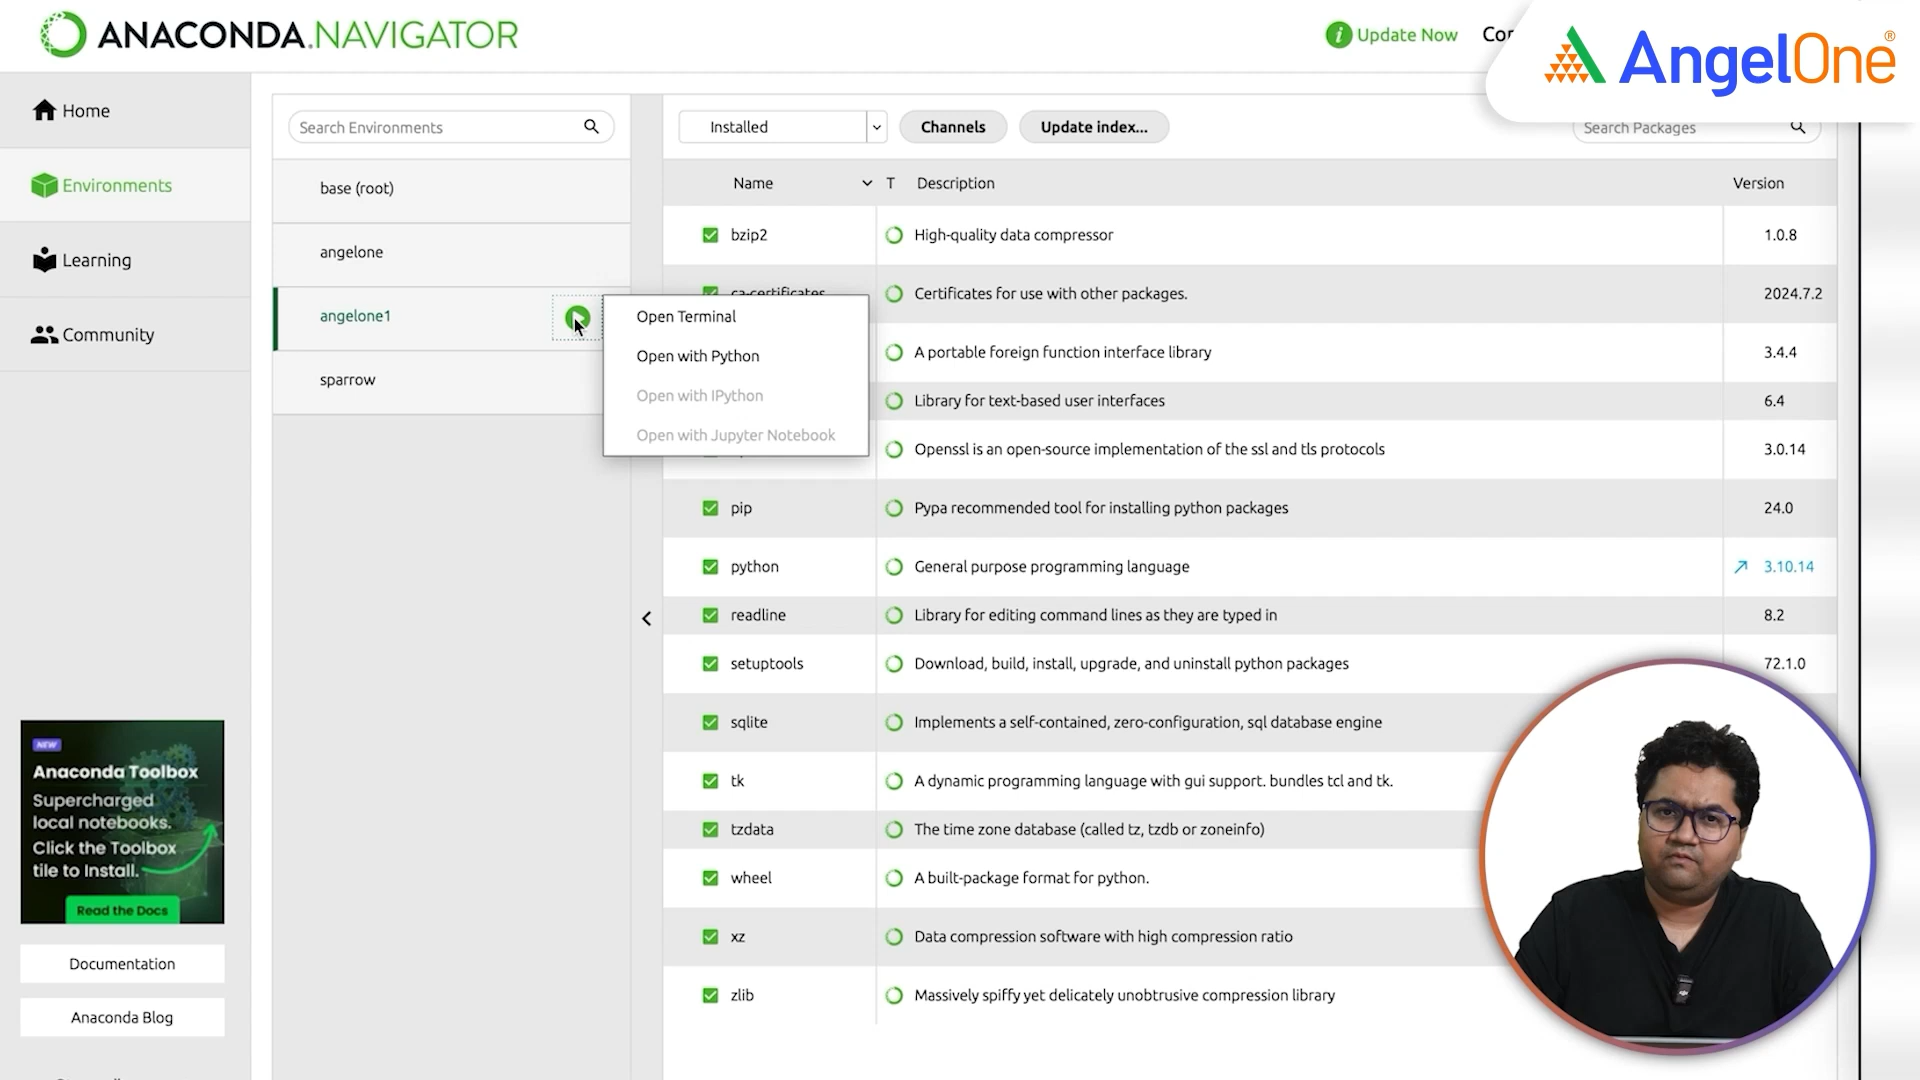 ANACONDA.NAVIGATOR
Update Now
AngelOne®
Home
Environments
Learning
Community
Search Environments
base (root)
angelone
angelone1
sparrow
Open Terminal
Open with Python
Open with IPython
Open with Jupyter Notebook
Installed
Channels
Update index...
Search Packages
Name T Description Version
bzip2 High-quality data compressor 1.0.8
ca-certificates Certificates for use with other packages. 2024.7.2
A portable foreign function interface library 3.4.4
Library for text-based user interfaces 6.4
Openssl is an open-source implementation of the ssl and tls protocols 3.0.14
pip Pypa recommended tool for installing python packages 24.0
python General purpose programming language 3.10.14
readline Library for editing command lines as they are typed in 8.2
setuptools Download, build, install, upgrade, and uninstall python packages 72.1.0
sqlite Implements a self-contained, zero-configuration, sql database engine
tk A dynamic programming language with gui support. bundles tcl and tk.
tzdata The time zone database (called tz, tzdb or zoneinfo)
wheel A built-package format for python.
xz Data compression software with high compression ratio
zlib Massively spiffy yet delicately unobtrusive compression library
NEW
Anaconda Toolbox
Supercharged
local notebooks.
Click the Toolbox
tile to Install.
Read the Docs
Documentation
Anaconda Blog